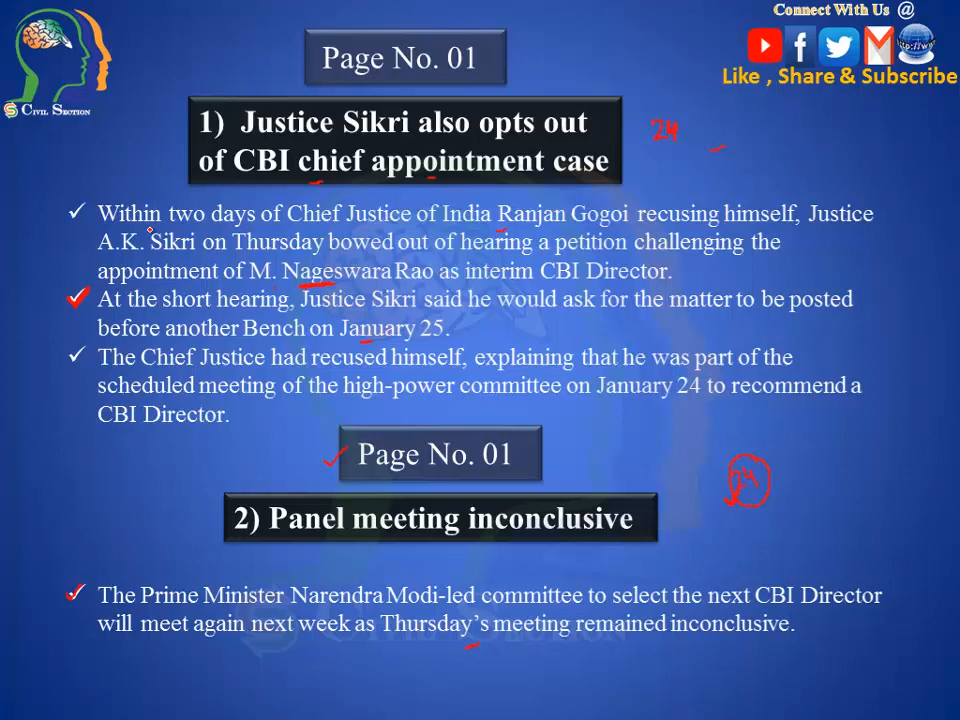 Connect With Us @
Page No. 01
http://www
Like , Share & Subscribe
CIVIL SECTION
1) Justice Sikri also opts out
of CBI chief appointment case
24
Within two days of Chief Justice of India Ranjan Gogoi recusing himself, Justice
A.K. Sikri on Thursday bowed out of hearing a petition challenging the
appointment of M. Nageswara Rao as interim CBI Director.
At the short hearing, Justice Sikri said he would ask for the matter to be posted
before another Bench on January 25.
The Chief Justice had recused himself, explaining that he was part of the
scheduled meeting of the high-power committee on January 24 to recommend a
CBI Director.
Page No. 01
24
2) Panel meeting inconclusive
The Prime Minister Narendra Modi-led committee to select the next CBI Director
will meet again next week as Thursday's meeting remained inconclusive.